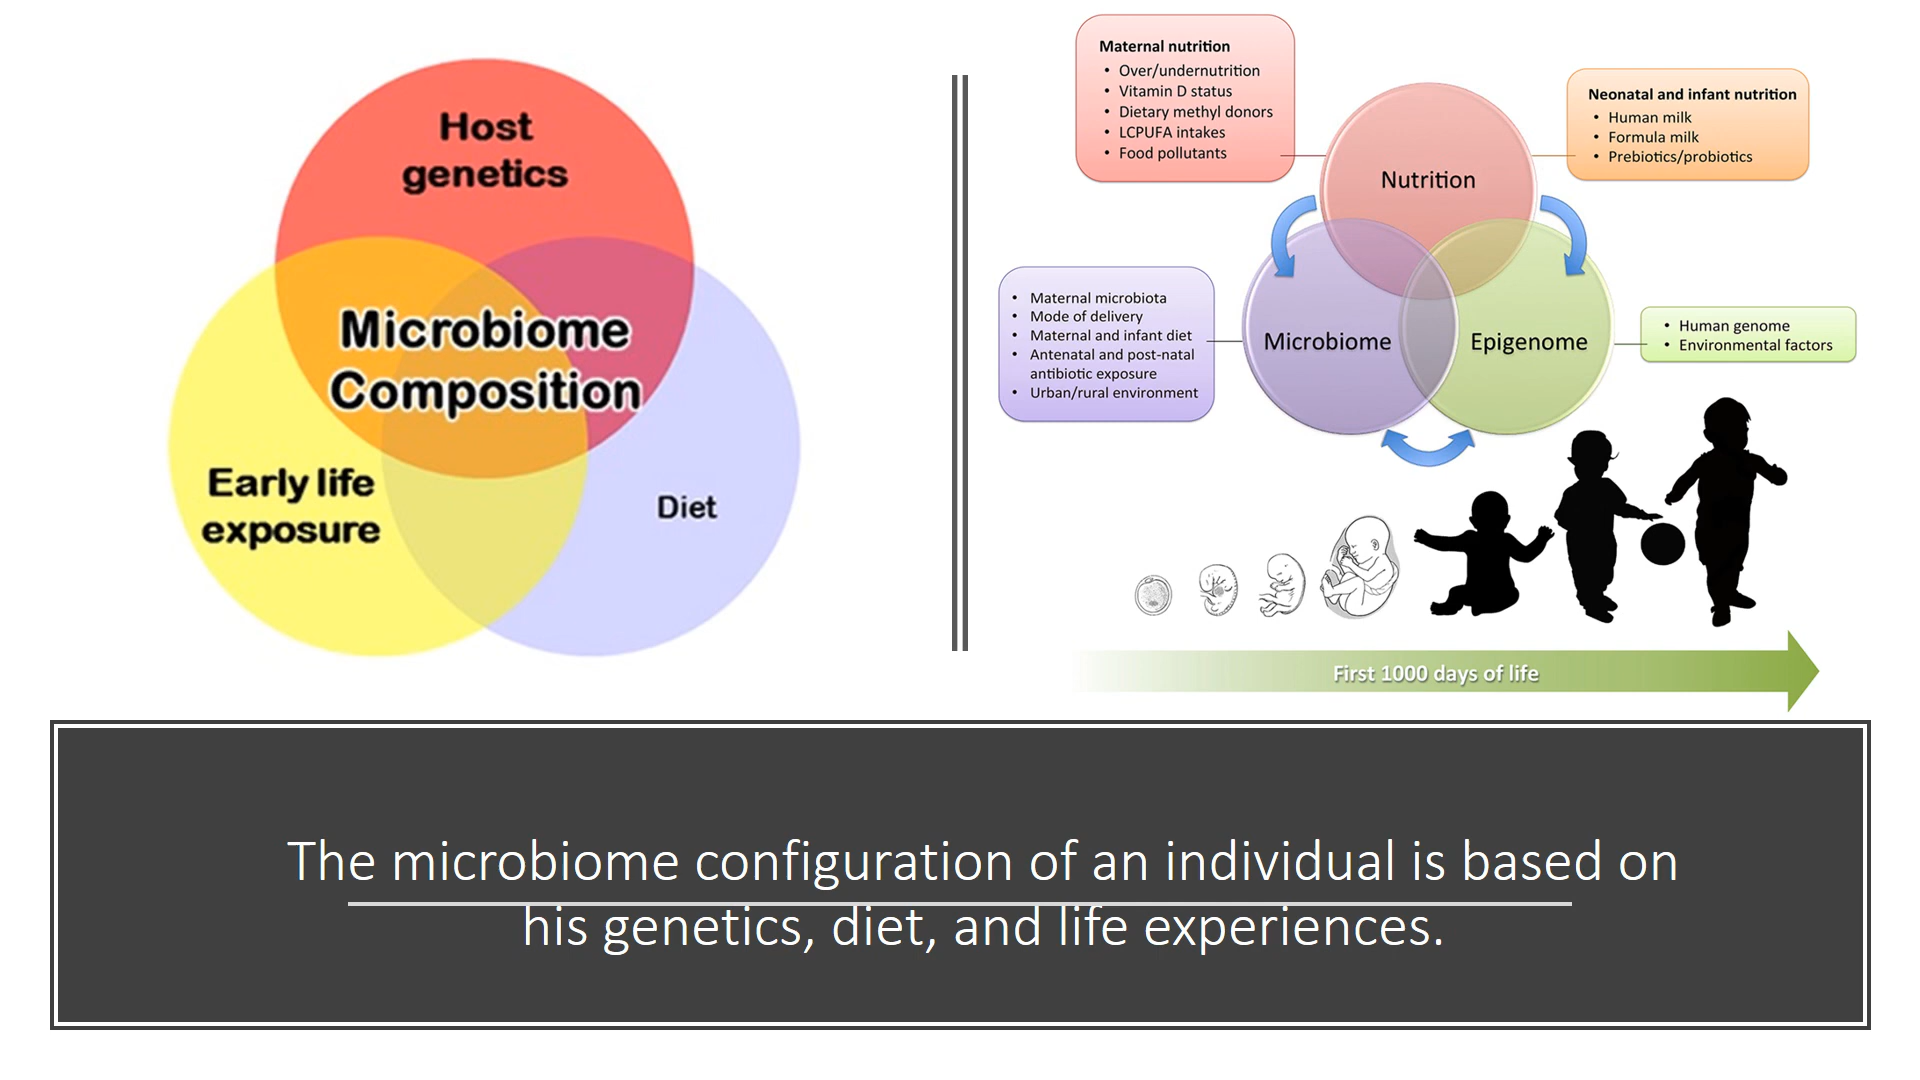 Host
genetics
Microbiome
Composition
Early life
exposure
Diet
Maternal nutrition
• Over/undernutrition
• Vitamin D status
• Dietary methyl donors
• LCPUFA intakes
• Food pollutants
Neonatal and infant nutrition
• Human milk
• Formula milk
• Prebiotics/probiotics
Nutrition
• Maternal microbiota
• Mode of delivery
• Maternal and infant diet
• Antenatal and post-natal
antibiotic exposure
• Urban/rural environment
Microbiome
Epigenome
• Human genome
• Environmental factors
First 1000 days of life
The microbiome configuration of an individual is based on
his genetics, diet, and life experiences.